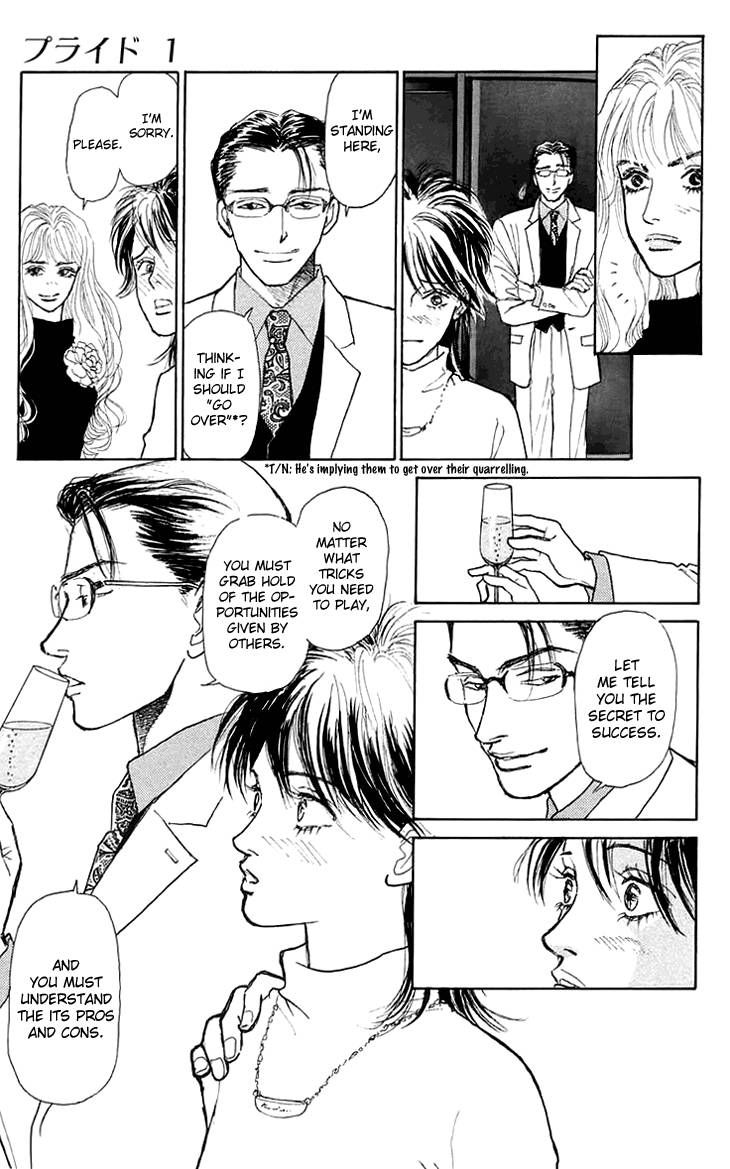 プライド 1
I'M
STANDING
HERE,
THINK-
ING IF I
SHOULD
"GO
OVER"*?
I'M
SORRY.
PLEASE.
*T/N: He's implying them to get over their quarrelling.
LET
ME TELL
YOU THE
SECRET TO
SUCCESS.
NO
MATTER
WHAT
TRICKS
YOU NEED
TO PLAY,
YOU MUST
GRAB HOLD
OF THE OP-
PORTUNITIES
GIVEN BY
OTHERS.
AND
YOU MUST
UNDERSTAND
THE ITS PROS
AND CONS.